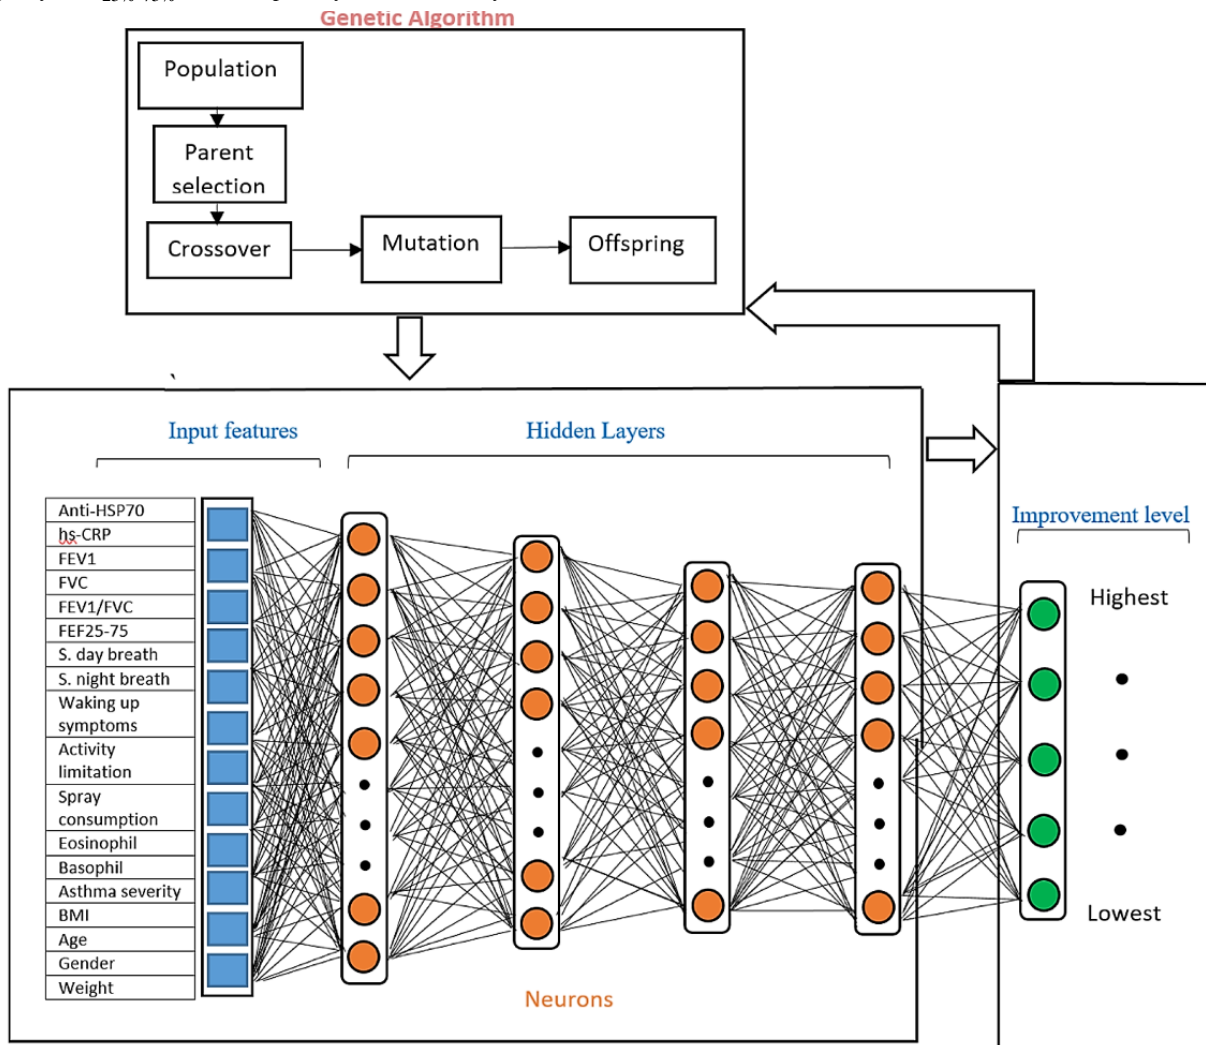 Genetic Algorithm
Population
Parent
selection
Crossover
Mutation
Offspring
Input features
Hidden Layers
Improvement level
Anti-HSP70
hs-CRP
FEV1
FVC
FEV1/FVC
FEF25-75
S. day breath
S. night breath
Waking up
symptoms
Activity
limitation
Spray
consumption
Eosinophil
Basophil
Asthma severity
BMI
Age
Gender
Weight
Highest
Lowest
Neurons